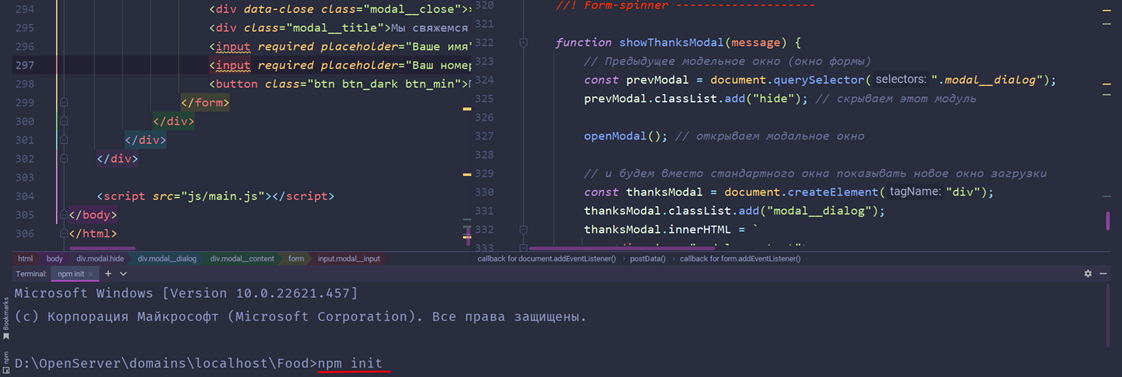 294 <div data-close class="modal__close">
295 <div class="modal__title">Мы свяжемся
296 <input required placeholder="Ваше имя"
297 <input required placeholder="Ваш номер
298 <button class="btn btn_dark btn_min">
299 </form>
300 </div>
301 </div>
302 </div>
303
304 <script src="js/main.js"></script>
305 </body>
306 </html>
320 //! Form-spinner --------------------
321
322 function showThanksModal(message) {
323 // Предыдущее модельное окно (окно формы)
324 const prevModal = document.querySelector( selectors: ".modal__dialog");
325 prevModal.classList.add("hide"); // скрываем этот модуль
326
327 openModal(); // открываем модальное окно
328
329 // и будем вместо стандартного окна показывать новое окно загрузки
330 const thanksModal = document.createElement( tagName: "div");
331 thanksModal.classList.add("modal__dialog");
332 thanksModal.innerHTML = `
333
html body div.modal.hide div.modal__dialog div.modal__content form input.modal__input
callback for document.addEventListener() › postData() › callback for form.addEventListener()
Terminal: npm init × +
Microsoft Windows [Version 10.0.22621.457]
(c) Корпорация Майкрософт (Microsoft Corporation). Все права защищены.
D:\OpenServer\domains\localhost\Food>npm init
Bookmarks
npm